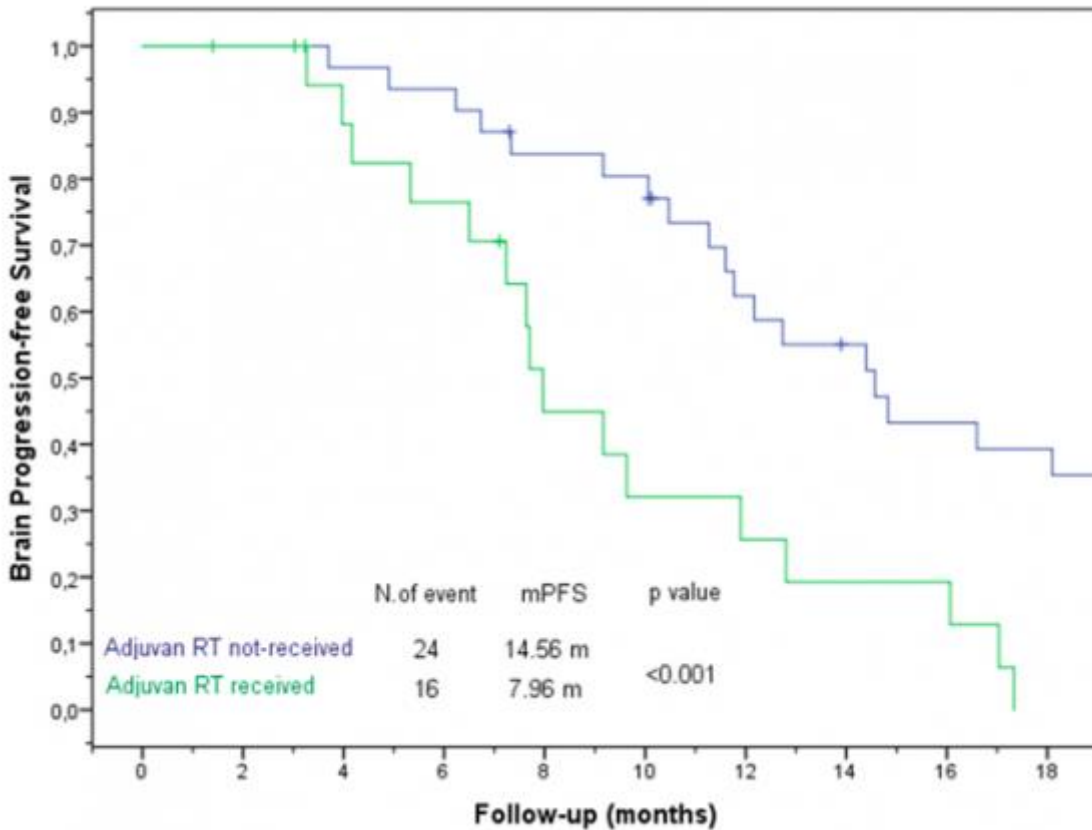 Brain Progression-free Survival
1,0
0,9
0,8
0,7
0,6
0,5
0,4
0,3
0,2
0,1
0,0
N.of event mPFS p value
Adjuvan RT not-received 24 14.56 m
<0.001
Adjuvan RT received 16 7.96 m
0 2 4 6 8 10 12 14 16 18
Follow-up (months)